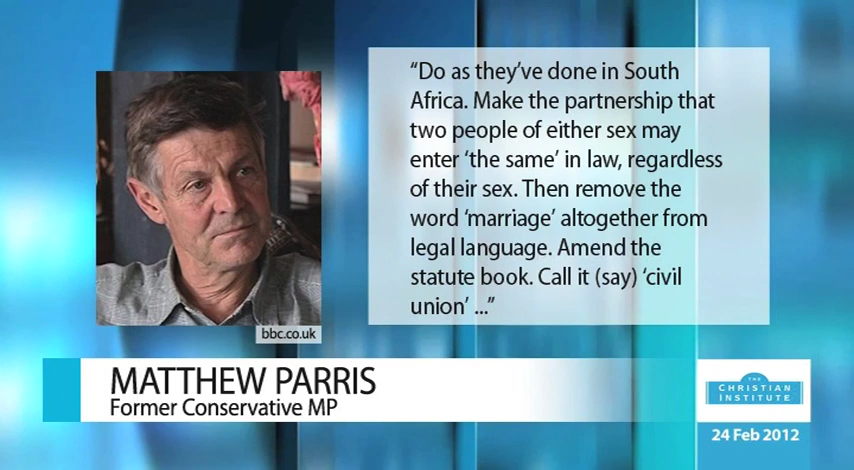 “Do as they’ve done in South
Africa. Make the partnership that
two people of either sex may
enter ‘the same’ in law, regardless
of their sex. Then remove the
word ‘marriage’ altogether from
legal language. Amend the
statute book. Call it (say) ‘civil
union’ ...”
bbc.co.uk
MATTHEW PARRIS
Former Conservative MP
THE
CHRISTIAN
INSTITUTE
24 Feb 2012